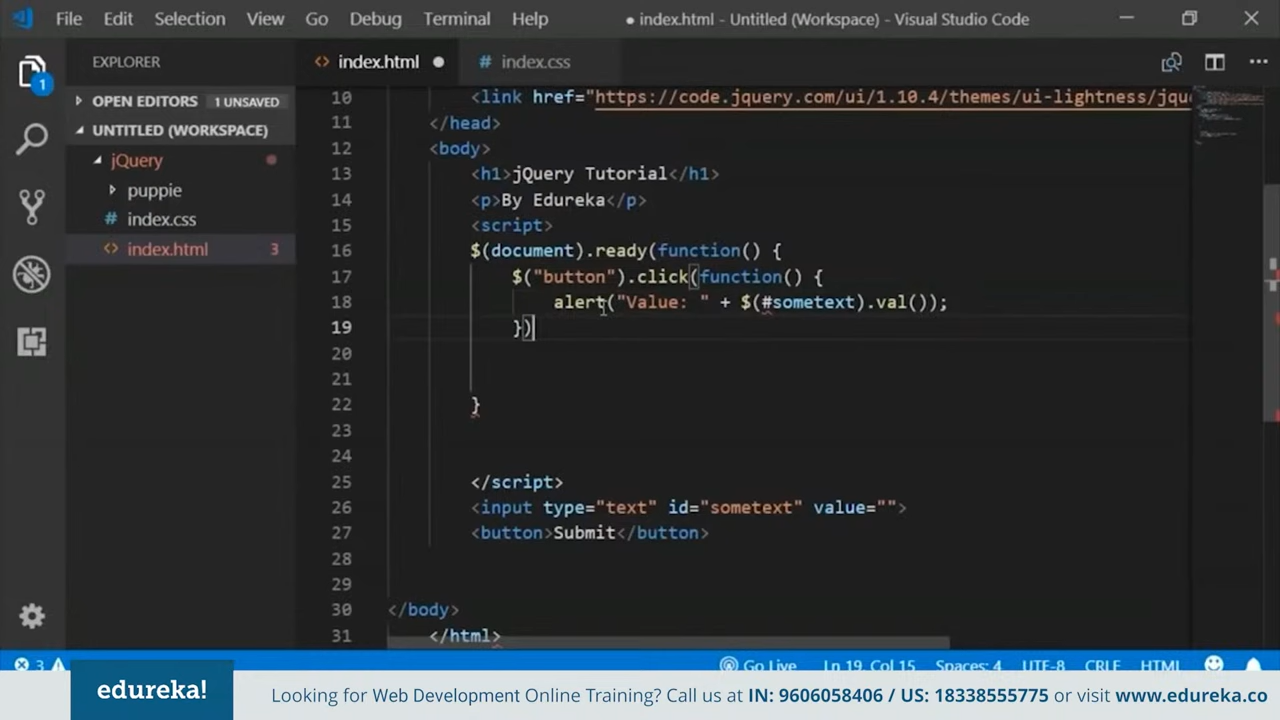 File Edit Selection View Go Debug Terminal Help ● index.html - Untitled (Workspace) - Visual Studio Code
EXPLORER
index.html
index.css
1
OPEN EDITORS 1 UNSAVED
UNTITLED (WORKSPACE)
jQuery
puppie
index.css
index.html 3
10 <link href="https://code.jquery.com/ui/1.10.4/themes/ui-lightness/jqu
11 </head>
12 <body>
13 <h1>jQuery Tutorial</h1>
14 <p>By Edureka</p>
15 <script>
16 $(document).ready(function() {
17 $("button").click(function() {
18 alert("Value: " + $(#sometext).val());
19 })
20
21
22 }
23
24
25 </script>
26 <input type="text" id="sometext" value="">
27 <button>Submit</button>
28
29
30 </body>
31 </html>
3 Go Live Ln 19, Col 15 Spaces: 4 UTF-8 CRLF HTML
edureka! Looking for Web Development Online Training? Call us at IN: 9606058406 / US: 18338555775 or visit www.edureka.co